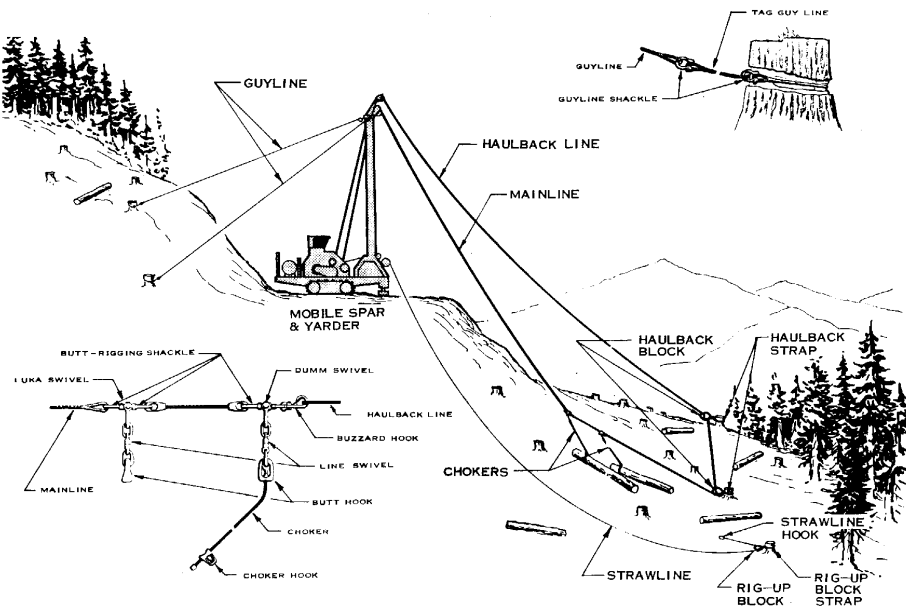 TAG GUY LINE
GUYLINE
GUYLINE SHACKLE
GUYLINE
HAULBACK LINE
MAINLINE
MOBILE SPAR
& YARDER
HAULBACK
BLOCK
HAULBACK
STRAP
BUTT-RIGGING SHACKLE
LUKA SWIVEL
DUMM SWIVEL
HAULBACK LINE
BUZZARD HOOK
LINE SWIVEL
MAINLINE
BUTT HOOK
CHOKER
CHOKER HOOK
CHOKERS
STRAWLINE
HOOK
STRAWLINE
RIG-UP
BLOCK
RIG-UP
BLOCK
STRAP